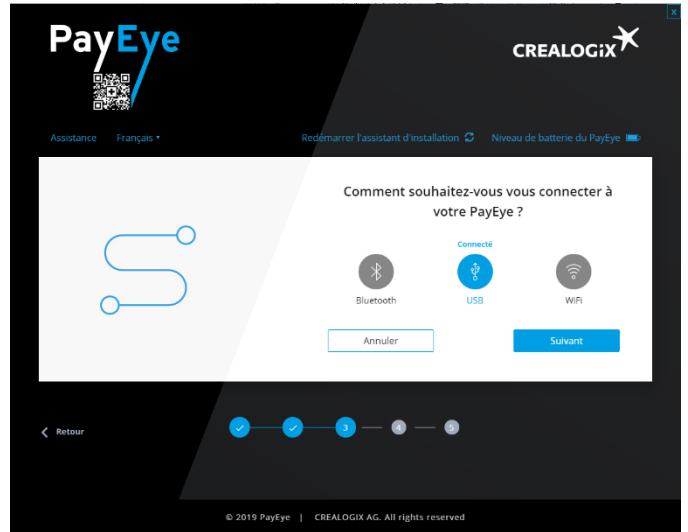 PayEye
CREALOGIX
x
Assistance Français
Redémarrer l'assistant d'installation Niveau de batterie du PayEye
Comment souhaitez-vous vous connecter à
votre PayEye ?
Connecté
Bluetooth USB WiFi
Annuler Suivant
Retour
3 4 5
© 2019 PayEye | CREALOGIX AG. All rights reserved